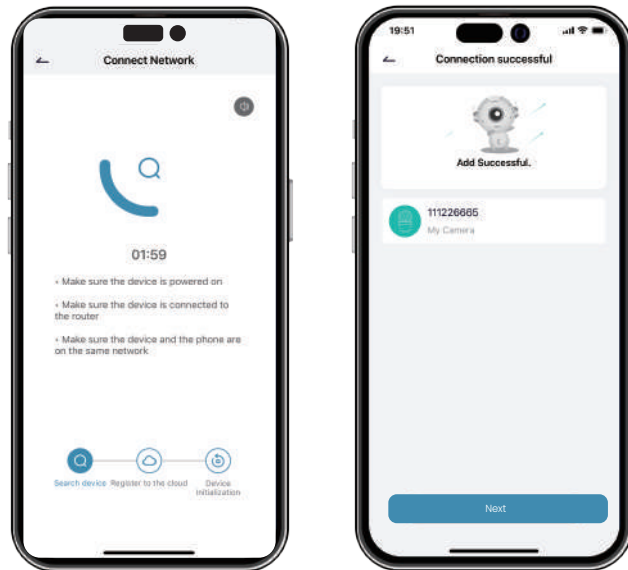 Connect Network
01:59
• Make sure the device is powered on
• Make sure the device is connected to
the router
• Make sure the device and the phone are
on the same network
Search device Register to the cloud Device
Initialization
19:51
Connection successful
Add Successful.
111226665
My Camera
Next